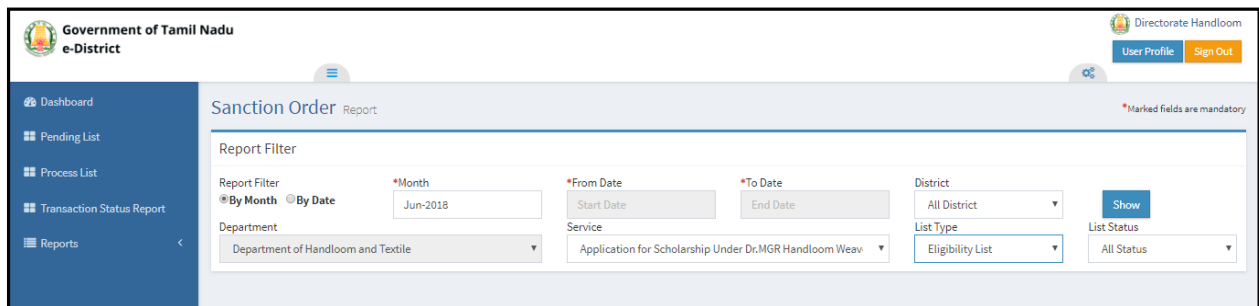 Government of Tamil Nadu
e-District
Directorate Handloom
User Profile Sign Out
Dashboard
Pending List
Process List
Transaction Status Report
Reports
Sanction Order Report
*Marked fields are mandatory
Report Filter
Report Filter *Month *From Date *To Date District
By Month By Date Jun-2018 Start Date End Date All District Show
Department Service List Type List Status
Department of Handloom and Textile Application for Scholarship Under Dr.MGR Handloom Weav Eligibility List All Status